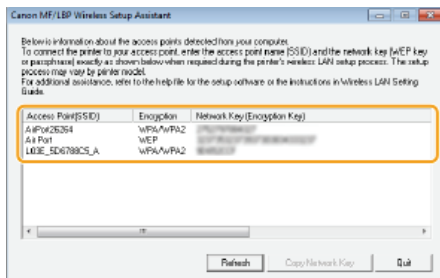 Canon MF/LBP Wireless Setup Assistant
Below is information about the access points detected from your computer.
To connect the printer to your access point, enter the access point name (SSID) and the network key (WEP key
or passphrase) exactly as shown below when required during the printer's wireless LAN setup process. The setup
process may vary by printer model.
For additional assistance, refer to the help file for the setup software or the instructions in Wireless LAN Setting
Guide.
Access Point(SSID) Encryption Network Key (Encryption Key)
AirPort26264 WPA/WPA2
Air Port WEP
L03E_5D6788C5_A WPA/WPA2
Refresh Copy Network Key Quit